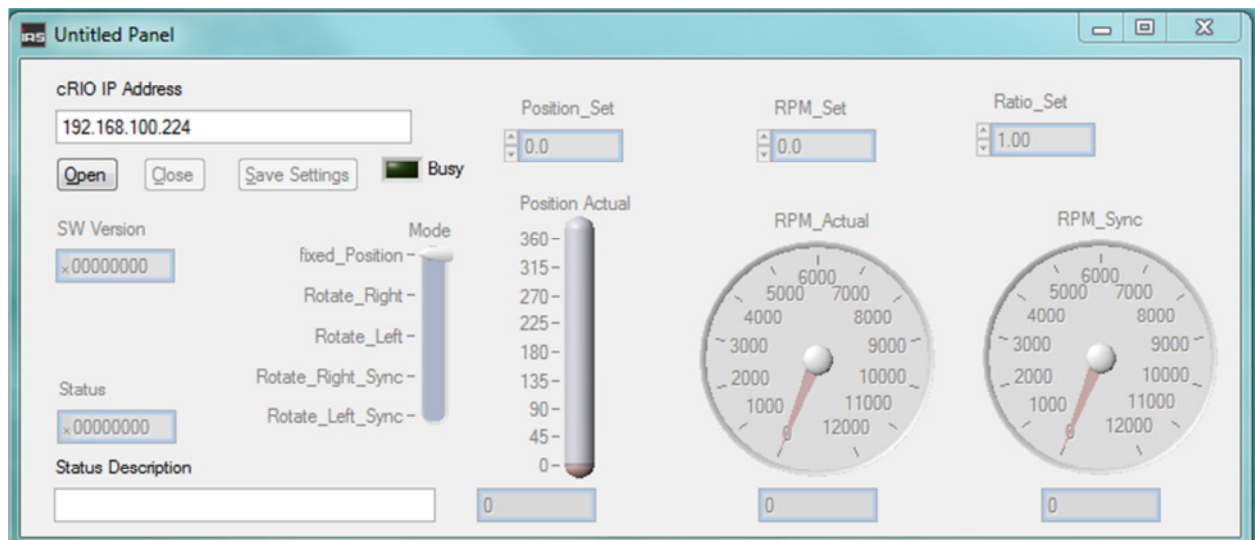 IAS Untitled Panel
cRIO IP Address
192.168.100.224
Open Close Save Settings Busy
SW Version
×00000000
Status
×00000000
Status Description
Mode
fixed_Position
Rotate_Right
Rotate_Left
Rotate_Right_Sync
Rotate_Left_Sync
Position_Set
0.0
Position Actual
360
315
270
225
180
135
90
45
0
0
RPM_Set
0.0
RPM_Actual
0
1000
2000
3000
4000
5000
6000
7000
8000
9000
10000
11000
12000
0
Ratio_Set
1.00
RPM_Sync
0
1000
2000
3000
4000
5000
6000
7000
8000
9000
10000
11000
12000
0